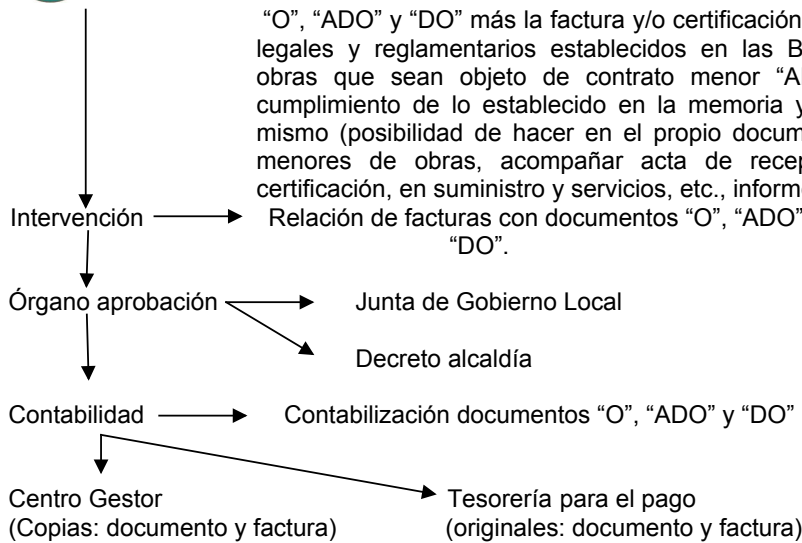 “O”, “ADO” y “DO” más la factura y/o certificación
legales y reglamentarios establecidos en las B
obras que sean objeto de contrato menor “A
cumplimiento de lo establecido en la memoria y
mismo (posibilidad de hacer en el propio docum
menores de obras, acompañar acta de recep
certificación, en suministro y servicios, etc., inform
Intervención Relación de facturas con documentos “O”, “ADO”
“DO”.
Órgano aprobación Junta de Gobierno Local
Decreto alcaldía
Contabilidad Contabilización documentos “O”, “ADO” y “DO”
Centro Gestor Tesorería para el pago
(Copias: documento y factura) (originales: documento y factura)